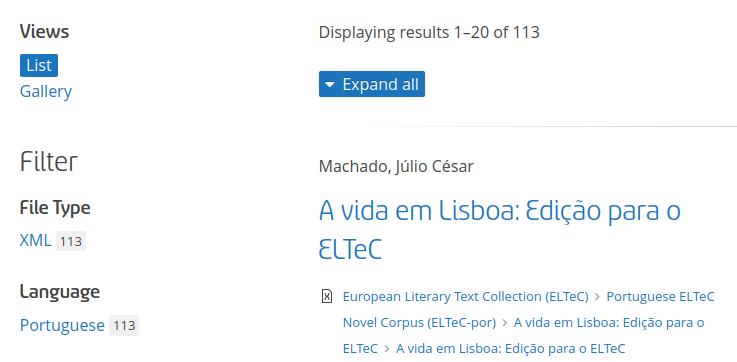 Views
List
Gallery
Filter
File Type
XML 113
Language
Portuguese 113
Displaying results 1–20 of 113
Expand all
Machado, Júlio César
A vida em Lisboa: Edição para o
ELTeC
European Literary Text Collection (ELTeC) > Portuguese ELTeC
Novel Corpus (ELTeC-por) > A vida em Lisboa: Edição para o
ELTeC > A vida em Lisboa: Edição para o ELTeC